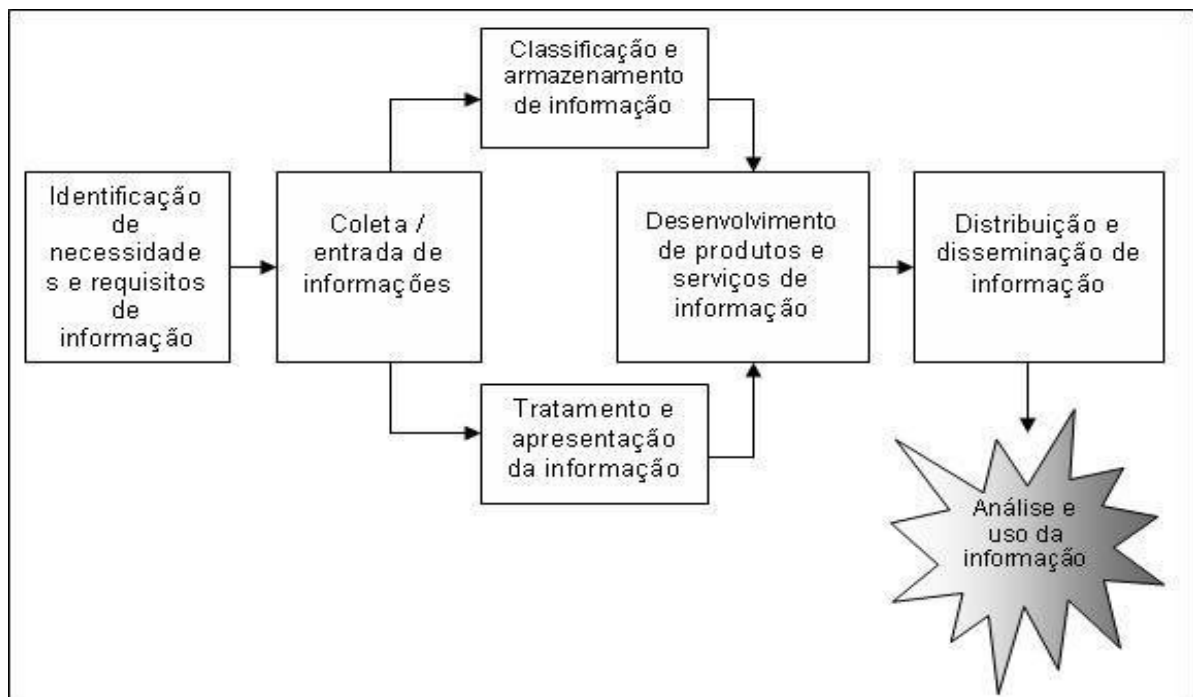 Identificação
de
necessidade
s e requisitos
de
informação
Coleta /
entrada de
informações
Classificação e
armazenamento
de informação
Tratamento e
apresentação
da informação
Desenvolvimento
de produtos e
serviços de
informação
Distribuição e
disseminação de
informação
Análise e
uso da
informação